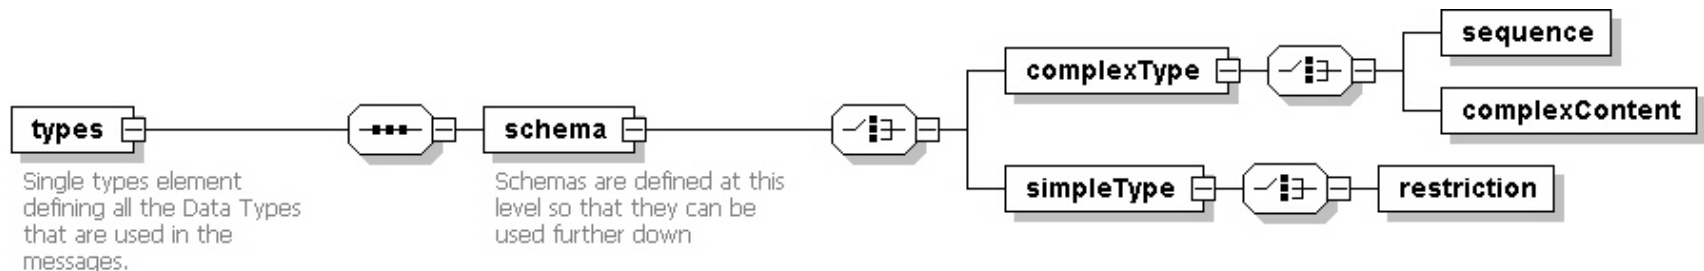 sequence
complexType
complexContent
types
schema
Single types element
defining all the Data Types
that are used in the
messages.
Schemas are defined at this
level so that they can be
used further down
simpleType
restriction